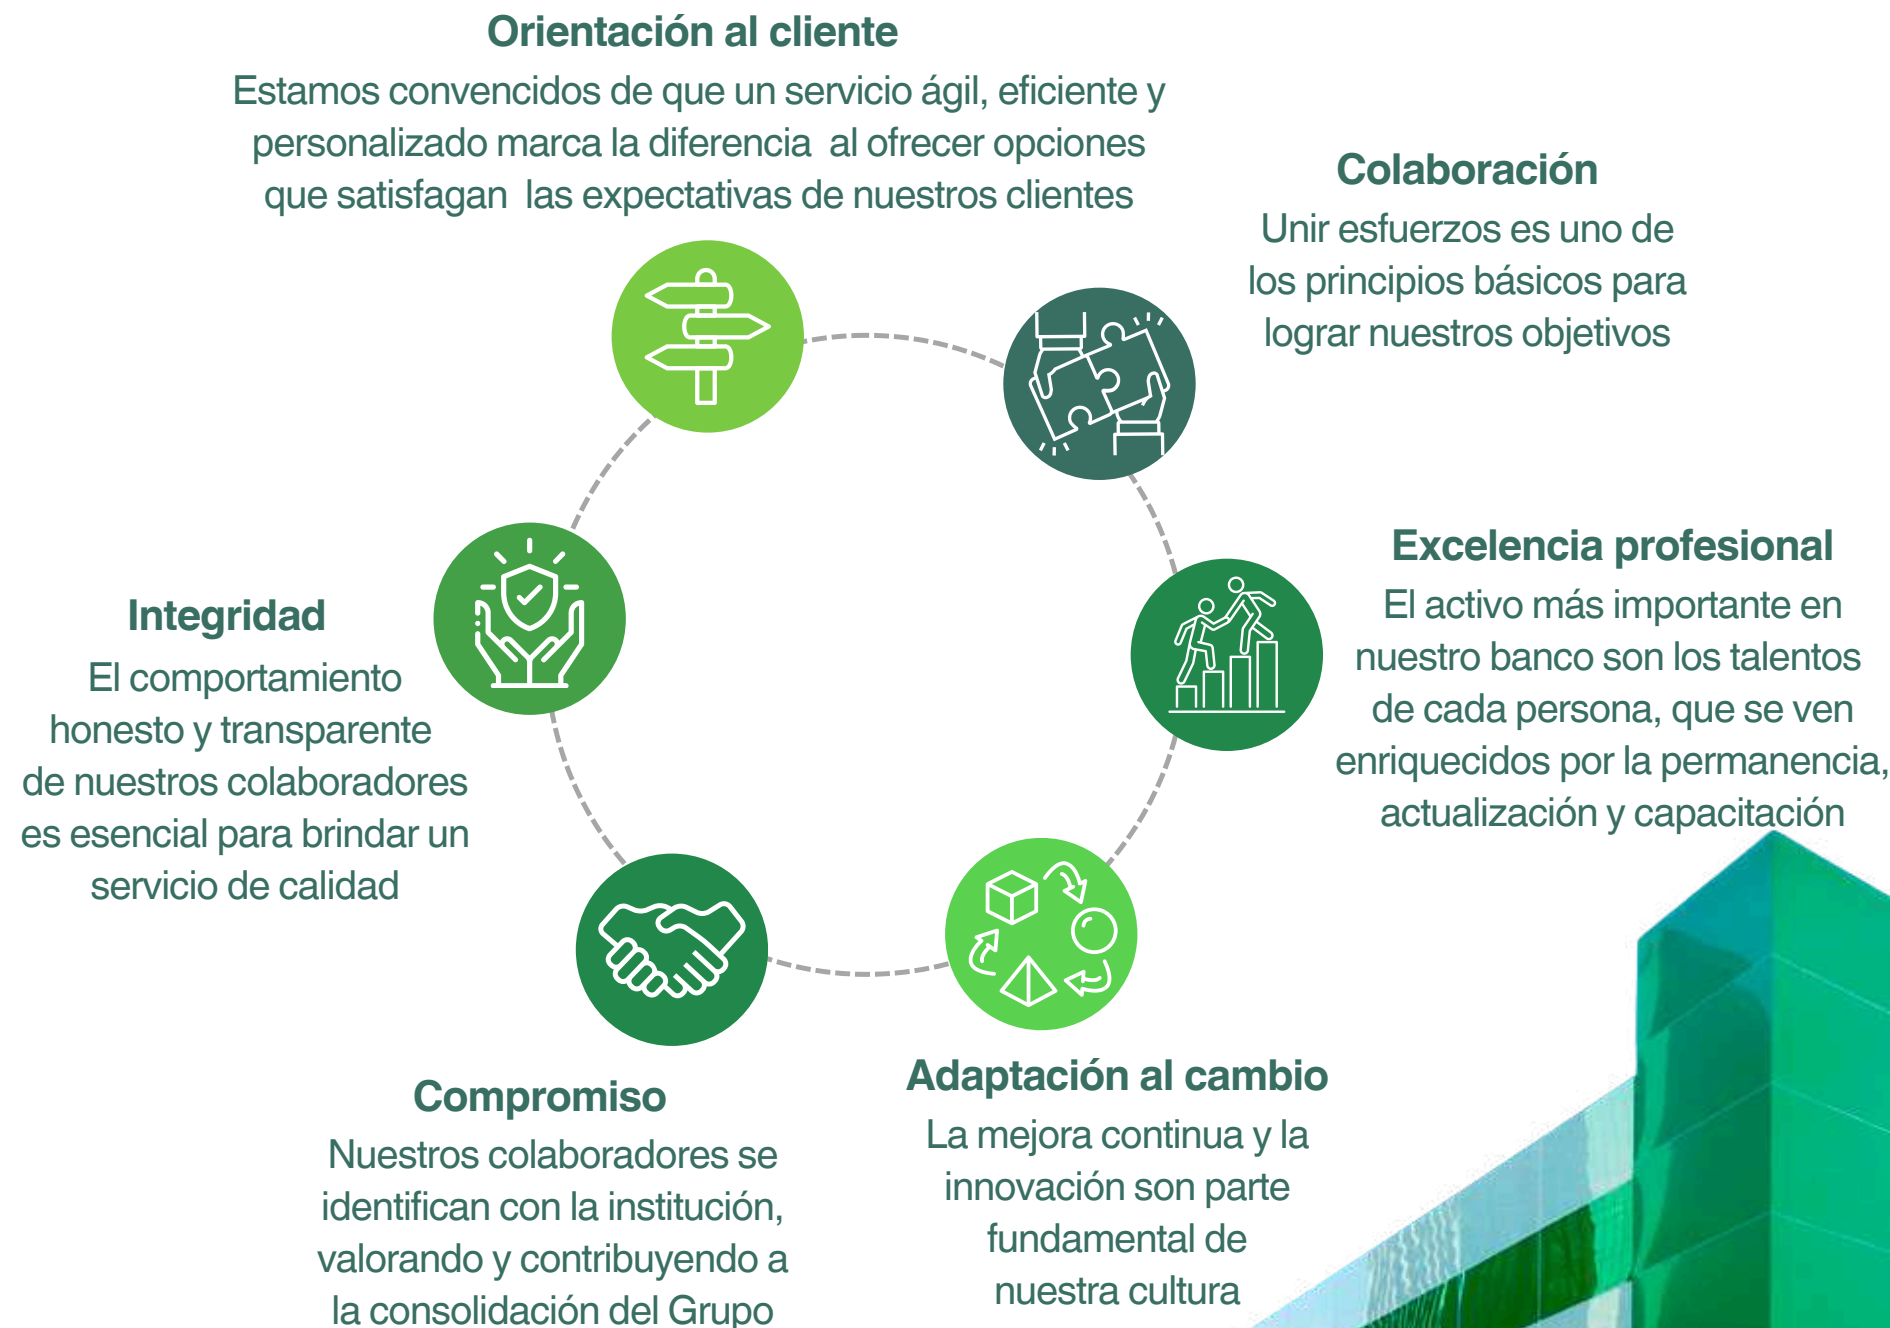 Orientación al cliente
Estamos convencidos de que un servicio ágil, eficiente y
personalizado marca la diferencia al ofrecer opciones
que satisfagan las expectativas de nuestros clientes
Colaboración
Unir esfuerzos es uno de
los principios básicos para
lograr nuestros objetivos
Excelencia profesional
El activo más importante en
nuestro banco son los talentos
de cada persona, que se ven
enriquecidos por la permanencia,
actualización y capacitación
Integridad
El comportamiento
honesto y transparente
de nuestros colaboradores
es esencial para brindar un
servicio de calidad
Compromiso
Nuestros colaboradores se
identifican con la institución,
valorando y contribuyendo a
la consolidación del Grupo
Adaptación al cambio
La mejora continua y la
innovación son parte
fundamental de
nuestra cultura